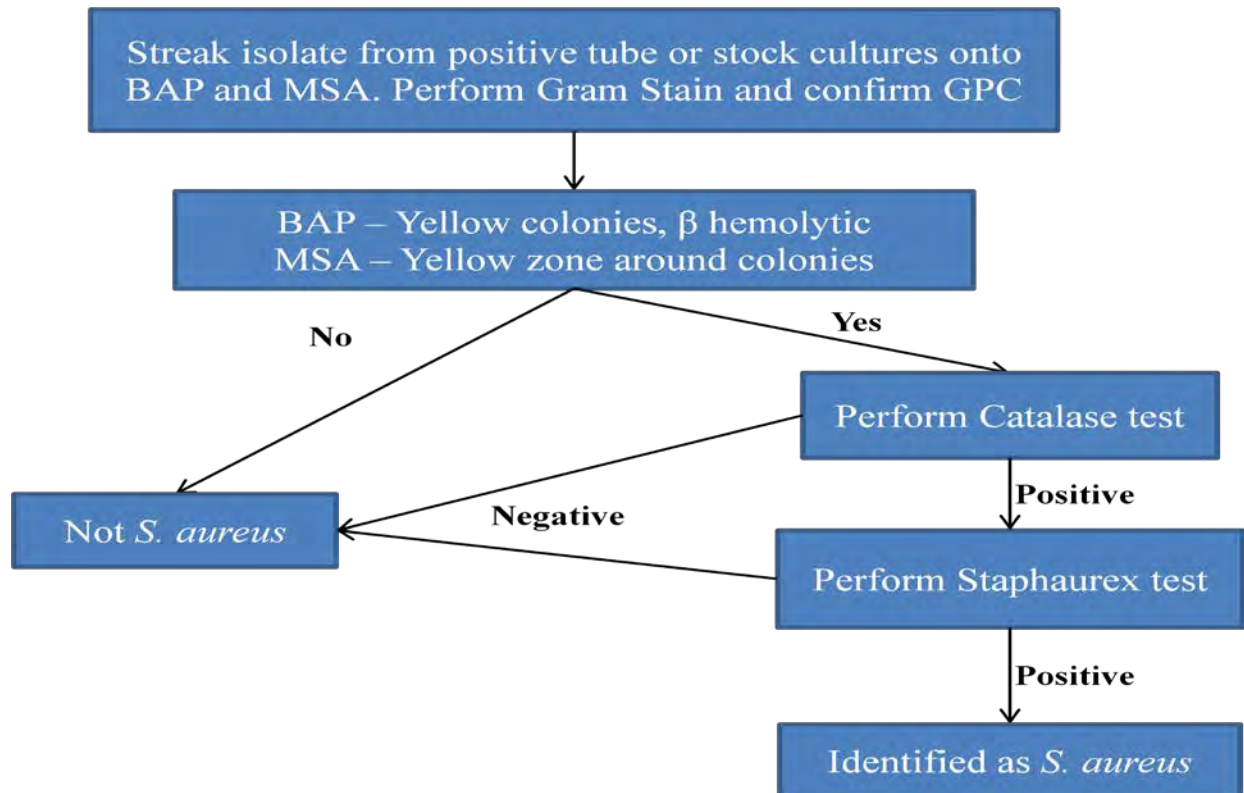 Streak isolate from positive tube or stock cultures onto
BAP and MSA. Perform Gram Stain and confirm GPC
BAP – Yellow colonies, β hemolytic
MSA – Yellow zone around colonies
No
Yes
Perform Catalase test
Positive
Negative
Not S. aureus
Perform Staphaurex test
Positive
Identified as S. aureus